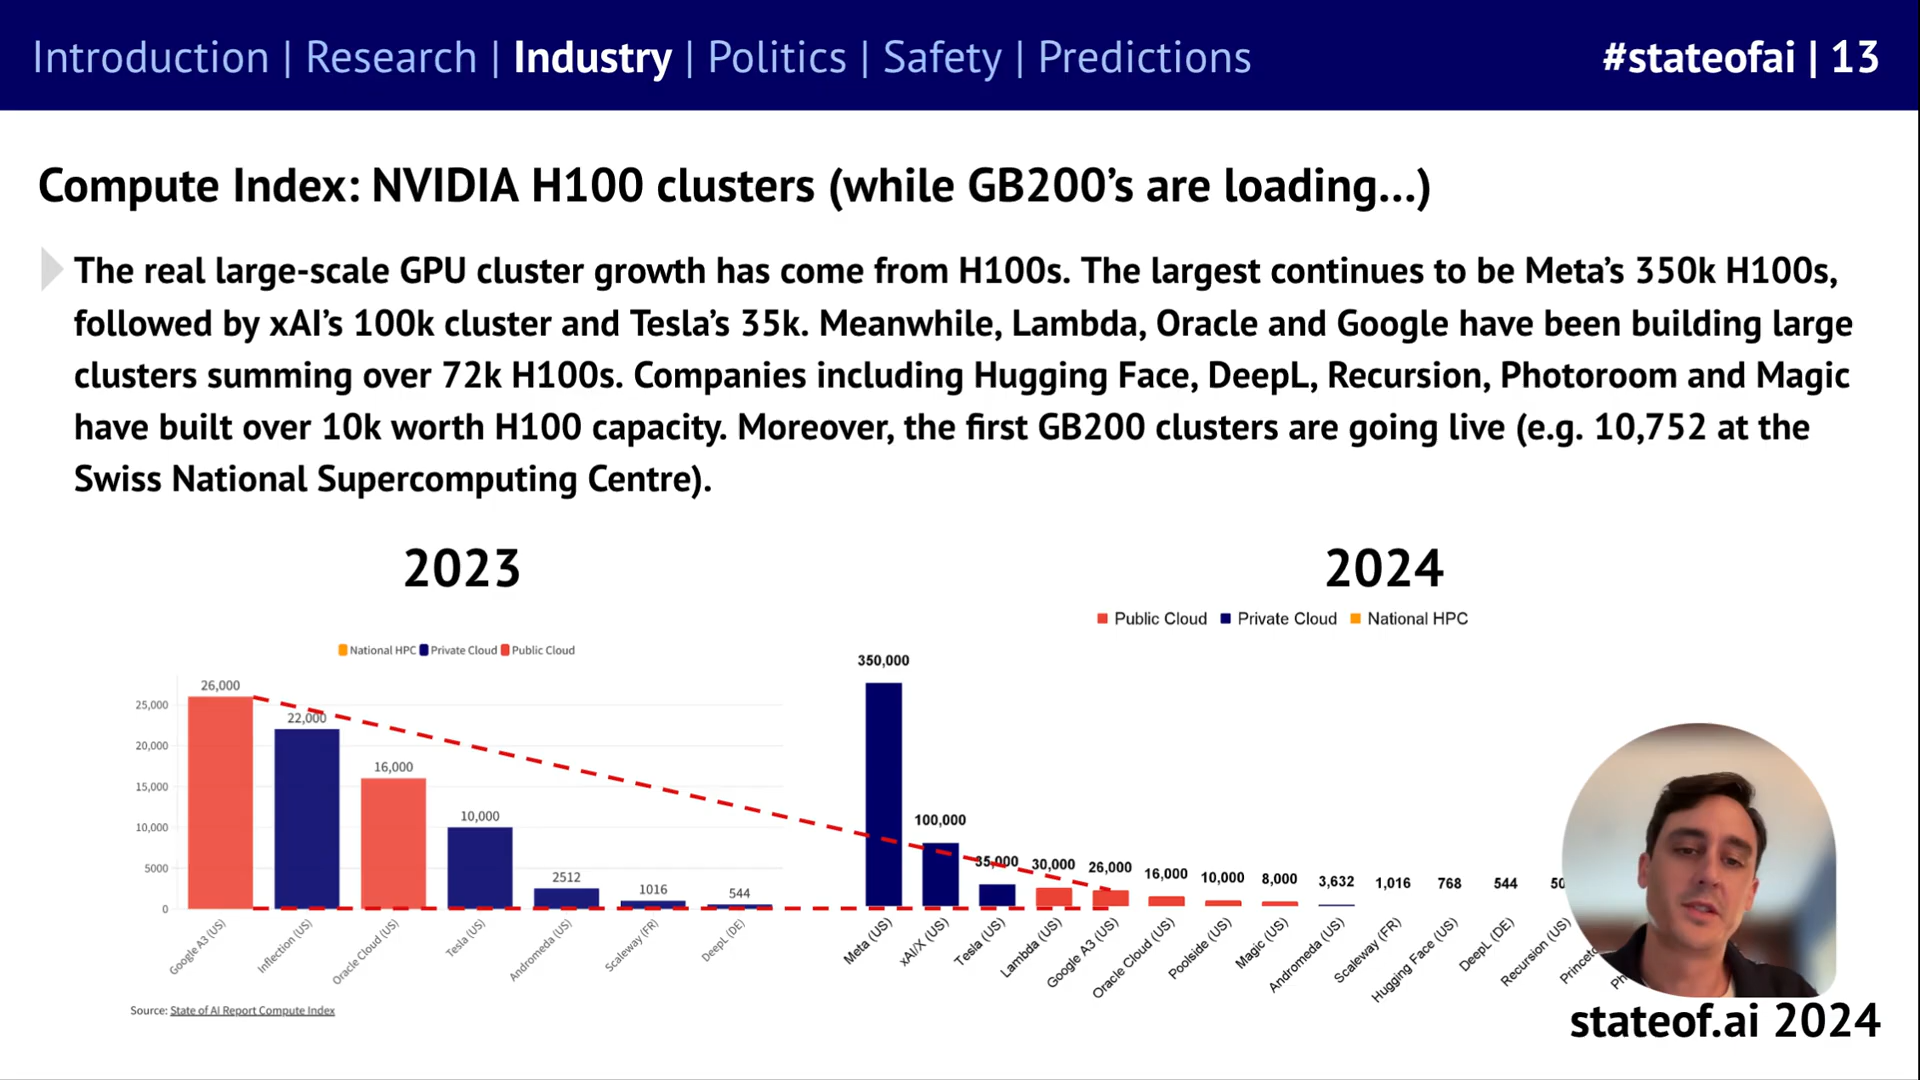 Introduction | Research | Industry | Politics | Safety | Predictions
#stateofai | 13
Compute Index: NVIDIA H100 clusters (while GB200’s are loading…)
The real large-scale GPU cluster growth has come from H100s. The largest continues to be Meta’s 350k H100s,
followed by xAI’s 100k cluster and Tesla’s 35k. Meanwhile, Lambda, Oracle and Google have been building large
clusters summing over 72k H100s. Companies including Hugging Face, DeepL, Recursion, Photoroom and Magic
have built over 10k worth H100 capacity. Moreover, the first GB200 clusters are going live (e.g. 10,752 at the
Swiss National Supercomputing Centre).
2023
National HPC Private Cloud Public Cloud
25,000
20,000
15,000
10,000
5000
0
26,000
22,000
16,000
10,000
2512
1016
544
Google A3 (US)
Inflection (US)
Oracle Cloud (US)
Tesla (US)
Andromeda (US)
Scaleway (FR)
DeepL (DE)
Source: State of AI Report Compute Index
2024
Public Cloud Private Cloud National HPC
350,000
100,000
35,000
30,000
26,000
16,000
10,000
8,000
3,632
1,016
768
544
50
Meta (US)
xAI/X (US)
Tesla (US)
Lambda (US)
Google A3 (US)
Oracle Cloud (US)
Poolside (US)
Magic (US)
Andromeda (US)
Scaleway (FR)
Hugging Face (US)
DeepL (DE)
Recursion (US)
stateof.ai 2024